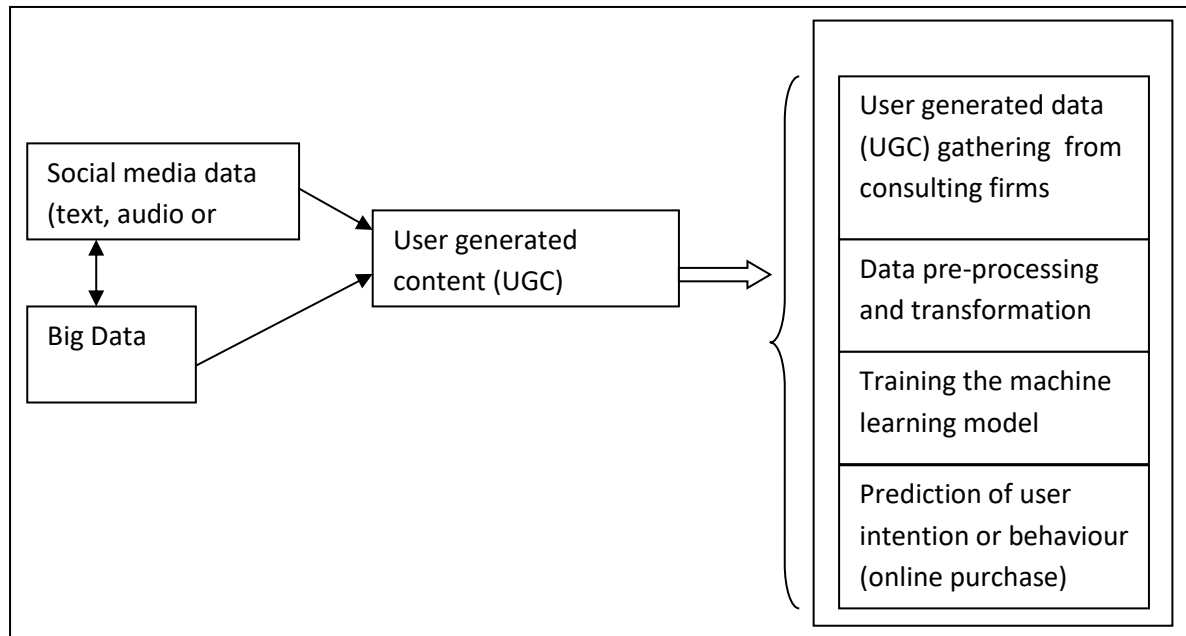 Social media data
(text, audio or
Big Data
User generated
content (UGC)
User generated data
(UGC) gathering from
consulting firms
Data pre-processing
and transformation
Training the machine
learning model
Prediction of user
intention or behaviour
(online purchase)